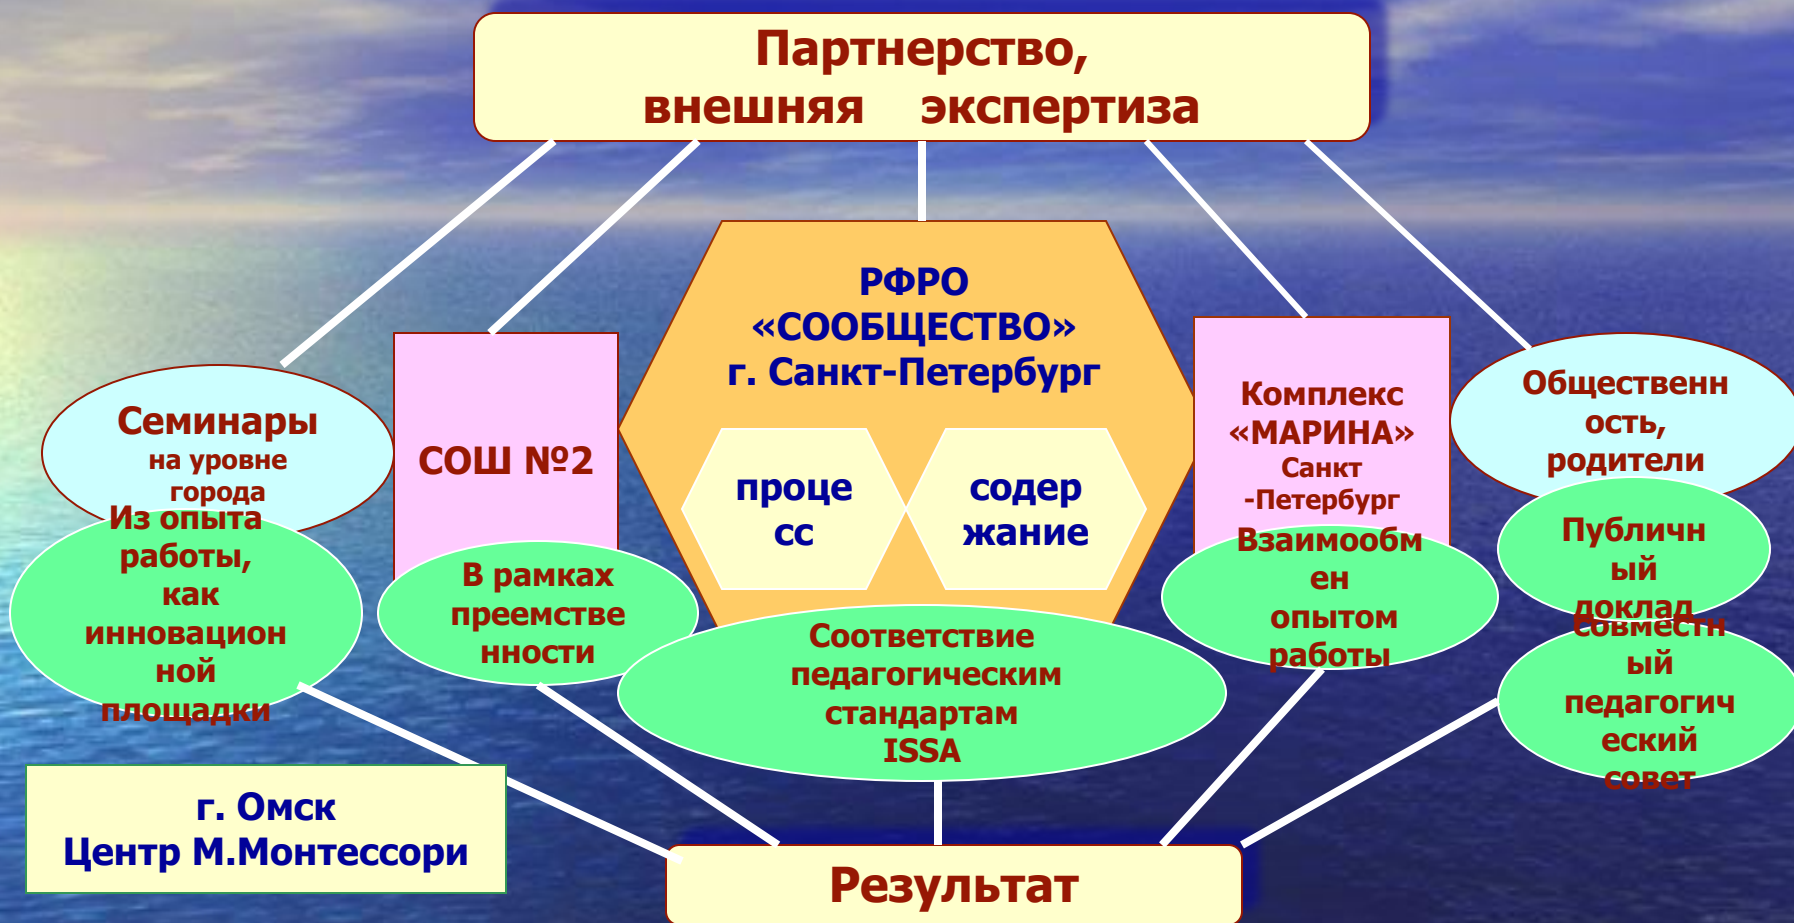 Партнерство,
внешняя экспертиза
РФРО
«СООБЩЕСТВО»
г. Санкт-Петербург
проце
сс
содер
жание
Семинары
на уровне
города
Из опыта
работы,
как
инновацион
ной
площадки
СОШ №2
В рамках
преемстве
нности
Соответствие
педагогическим
стандартам
ISSA
Комплекс
«МАРИНА»
Санкт
-Петербург
Взаимообм
ен
опытом
работы
Общественн
ость,
родители
Публичн
ый
доклад
Совместн
ый
педагогич
еский
совет
г. Омск
Центр М.Монтессори
Результат